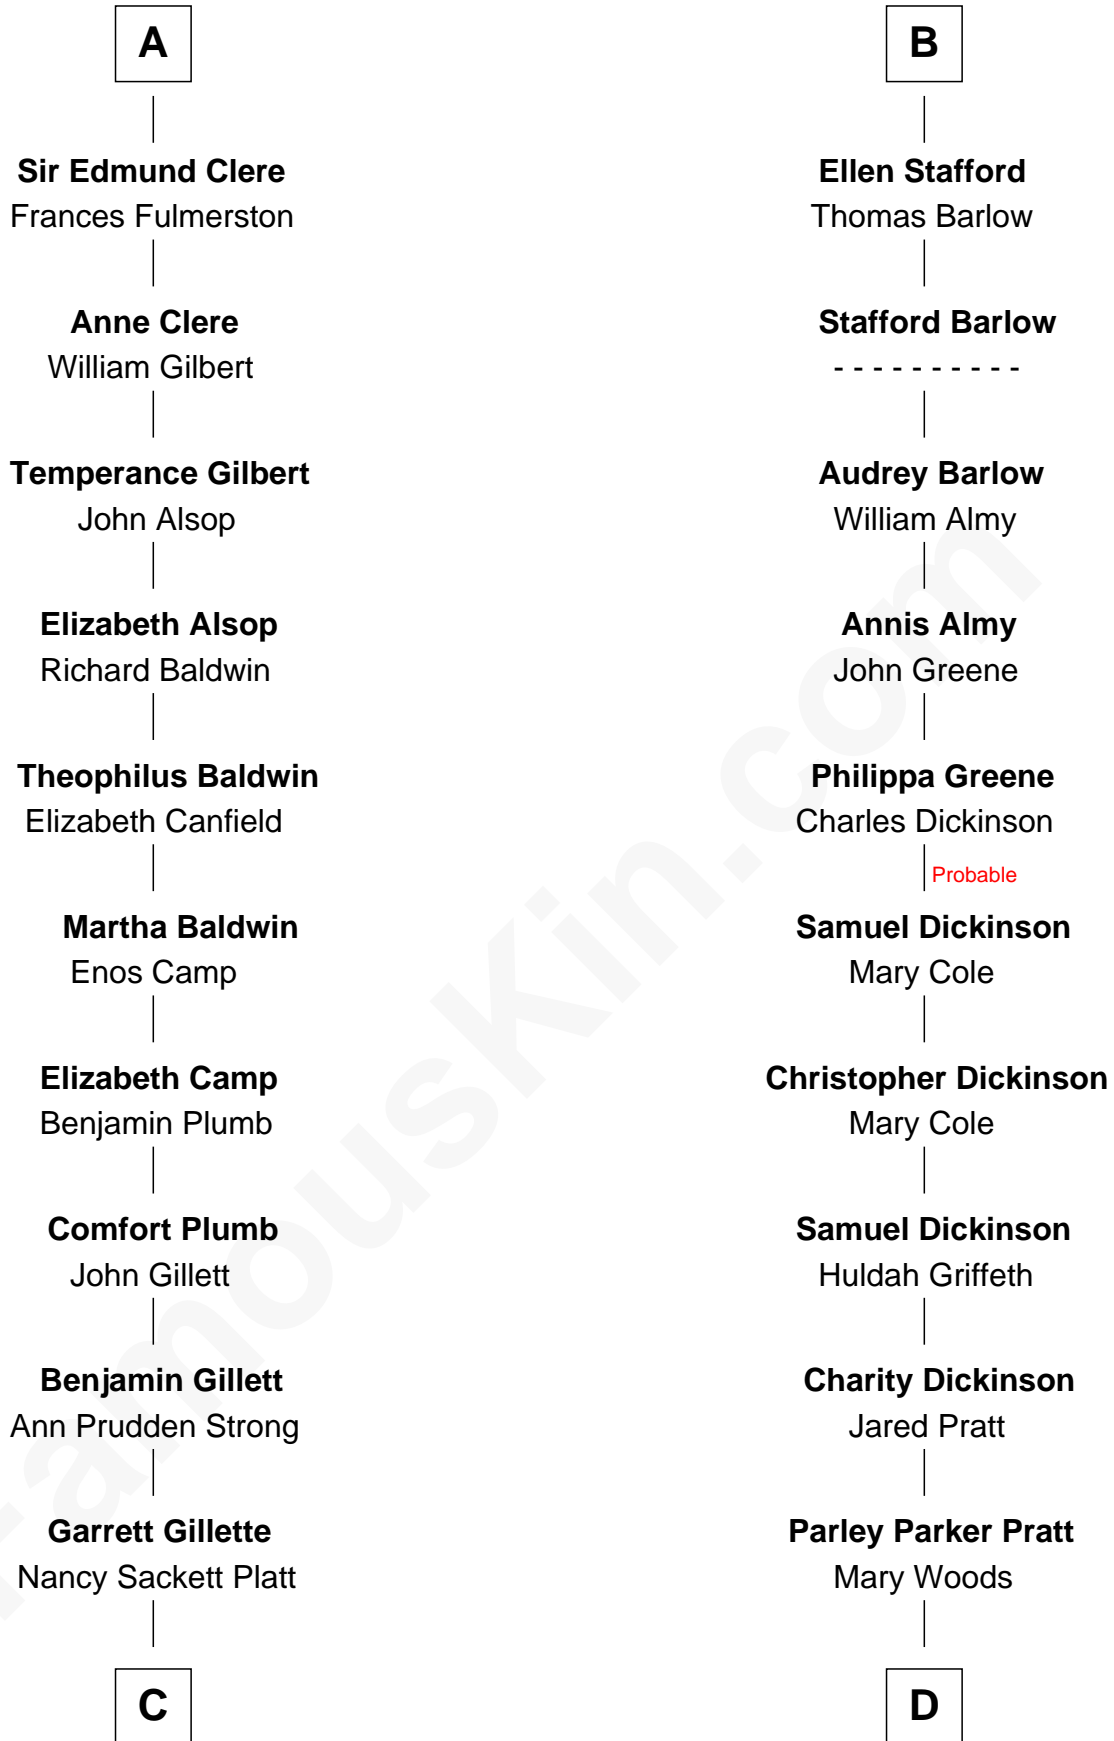 A
Sir Edmund Clere
Frances Fulmerston
Anne Clere
William Gilbert
Temperance Gilbert
John Alsop
Elizabeth Alsop
Richard Baldwin
Theophilus Baldwin
Elizabeth Canfield
Martha Baldwin
Enos Camp
Elizabeth Camp
Benjamin Plumb
Comfort Plumb
John Gillett
Benjamin Gillett
Ann Prudden Strong
Garrett Gillette
Nancy Sackett Platt
C
B
Ellen Stafford
Thomas Barlow
Stafford Barlow
- - - - - - - - - -
Audrey Barlow
William Almy
Annis Almy
John Greene
Philippa Greene
Charles Dickinson
Probable
Samuel Dickinson
Mary Cole
Christopher Dickinson
Mary Cole
Samuel Dickinson
Huldah Griffeth
Charity Dickinson
Jared Pratt
Parley Parker Pratt
Mary Woods
D
FamousKin.com